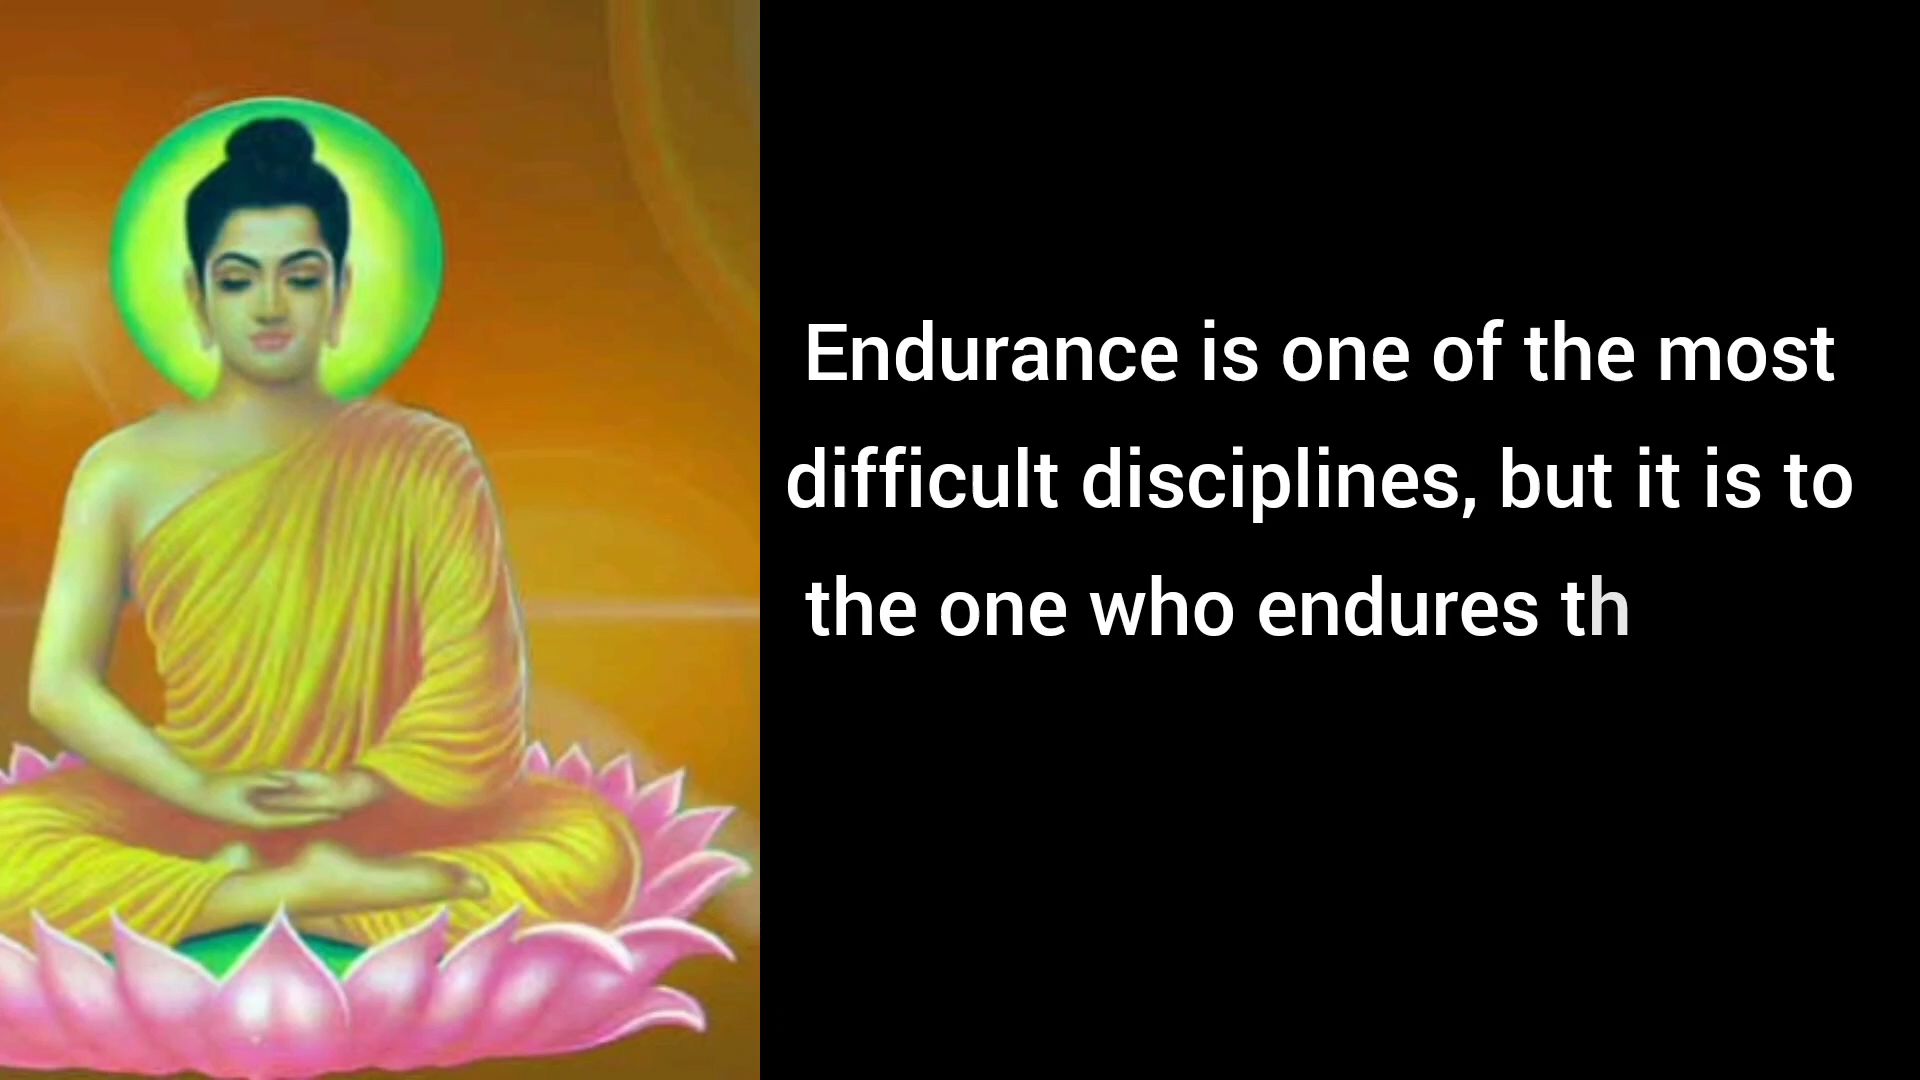 Endurance is one of the most
difficult disciplines, but it is to
the one who endures th